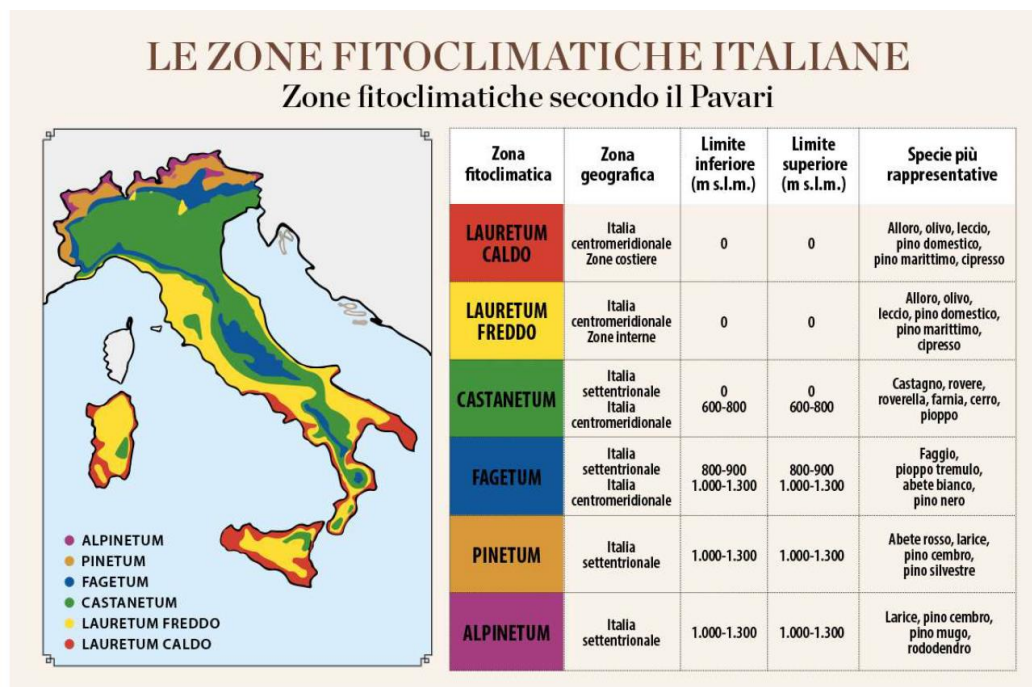 LE ZONE FITOCLIMATICHE ITALIANE
Zone fitoclimatiche secondo il Pavari
ALPINETUM
PINETUM
FAGETUM
CASTANETUM
LAURETUM FREDDO
LAURETUM CALDO
Zona
fitoclimatica
Zona
geografica
Limite
inferiore
(m s.l.m.)
Limite
superiore
(m s.l.m.)
Specie più
rappresentative
LAURETUM
CALDO
Italia
centromeridionale
Zone costiere
0
0
Alloro, olivo, leccio,
pino domestico,
pino marittimo, cipresso
LAURETUM
FREDDO
Italia
centromeridionale
Zone interne
0
0
Alloro, olivo,
leccio, pino domestico,
pino marittimo,
cipresso
CASTANETUM
Italia
settentrionale
Italia
centromeridionale
0
600-800
0
600-800
Castagno, rovere,
roverella, farnia, cerro,
pioppo
FAGETUM
Italia
settentrionale
Italia
centromeridionale
800-900
1.000-1.300
800-900
1.000-1.300
Faggio,
pioppo tremulo,
abete bianco,
pino nero
PINETUM
Italia
settentrionale
1.000-1.300
1.000-1.300
Abete rosso, larice,
pino cembro,
pino silvestre
ALPINETUM
Italia
settentrionale
1.000-1.300
1.000-1.300
Larice, pino cembro,
pino mugo,
rododendro